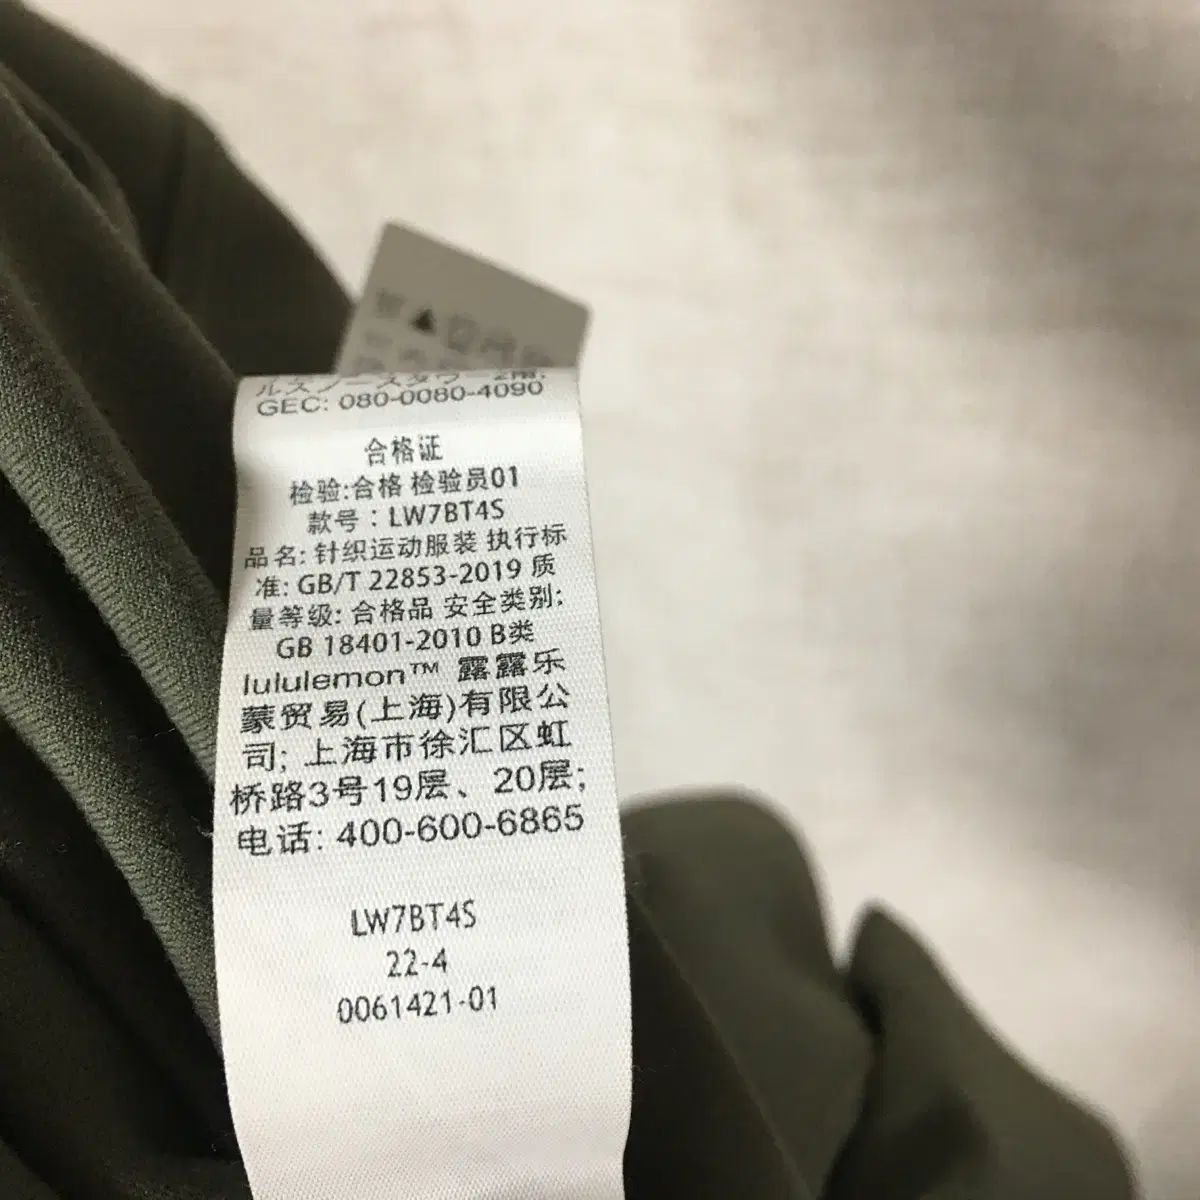 GEC: 080-0080-4090
合格证
检验:合格 检验员01
款号：LW7BT4S
品名: 针织运动服装 执行标
准: GB/T 22853-2019 质
量等级: 合格品 安全类别:
GB 18401-2010 B类
lululemon™ 露露乐
蒙贸易(上海)有限公
司; 上海市徐汇区虹
桥路3号19层、20层;
电话: 400-600-6865
LW7BT4S
22-4
0061421-01